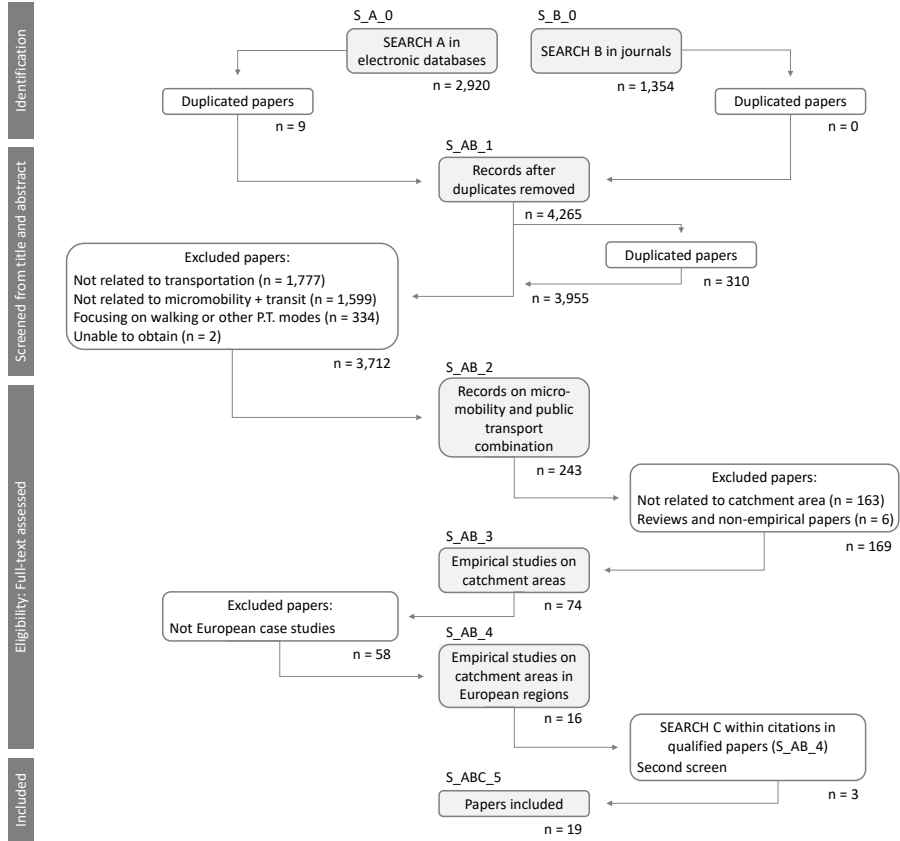 Identification
S_A_0
SEARCH A in
electronic databases
n = 2,920
S_B_0
SEARCH B in journals
n = 1,354
Duplicated papers
n = 9
Duplicated papers
n = 0
Screened from title and abstract
S_AB_1
Records after
duplicates removed
n = 4,265
Duplicated papers
n = 310
n = 3,955
Excluded papers:
Not related to transportation (n = 1,777)
Not related to micromobility + transit (n = 1,599)
Focusing on walking or other P.T. modes (n = 334)
Unable to obtain (n = 2)
n = 3,712
Eligibility: Full-text assessed
S_AB_2
Records on micro-
mobility and public
transport
combination
n = 243
Excluded papers:
Not related to catchment area (n = 163)
Reviews and non-empirical papers (n = 6)
n = 169
S_AB_3
Empirical studies on
catchment areas
n = 74
Excluded papers:
Not European case studies
n = 58
S_AB_4
Empirical studies on
catchment areas in
European regions
n = 16
SEARCH C within citations in
qualified papers (S_AB_4)
Second screen
n = 3
Included
S_ABC_5
Papers included
n = 19